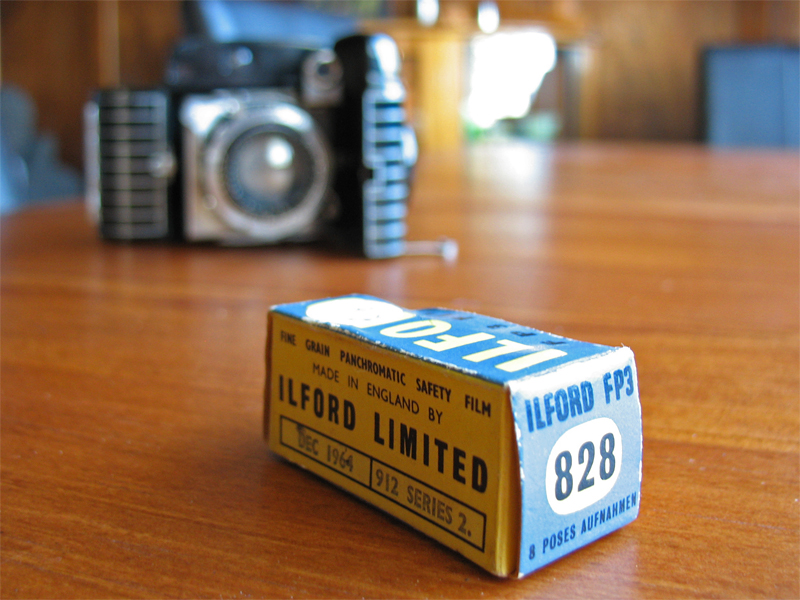 ILFORD
FINE GRAIN PANCHROMATIC SAFETY FILM
MADE IN ENGLAND BY
ILFORD LIMITED
DEC 1964
912 SERIES 2.
ILFORD FP3
828
8 POSES AUFNAHMEN